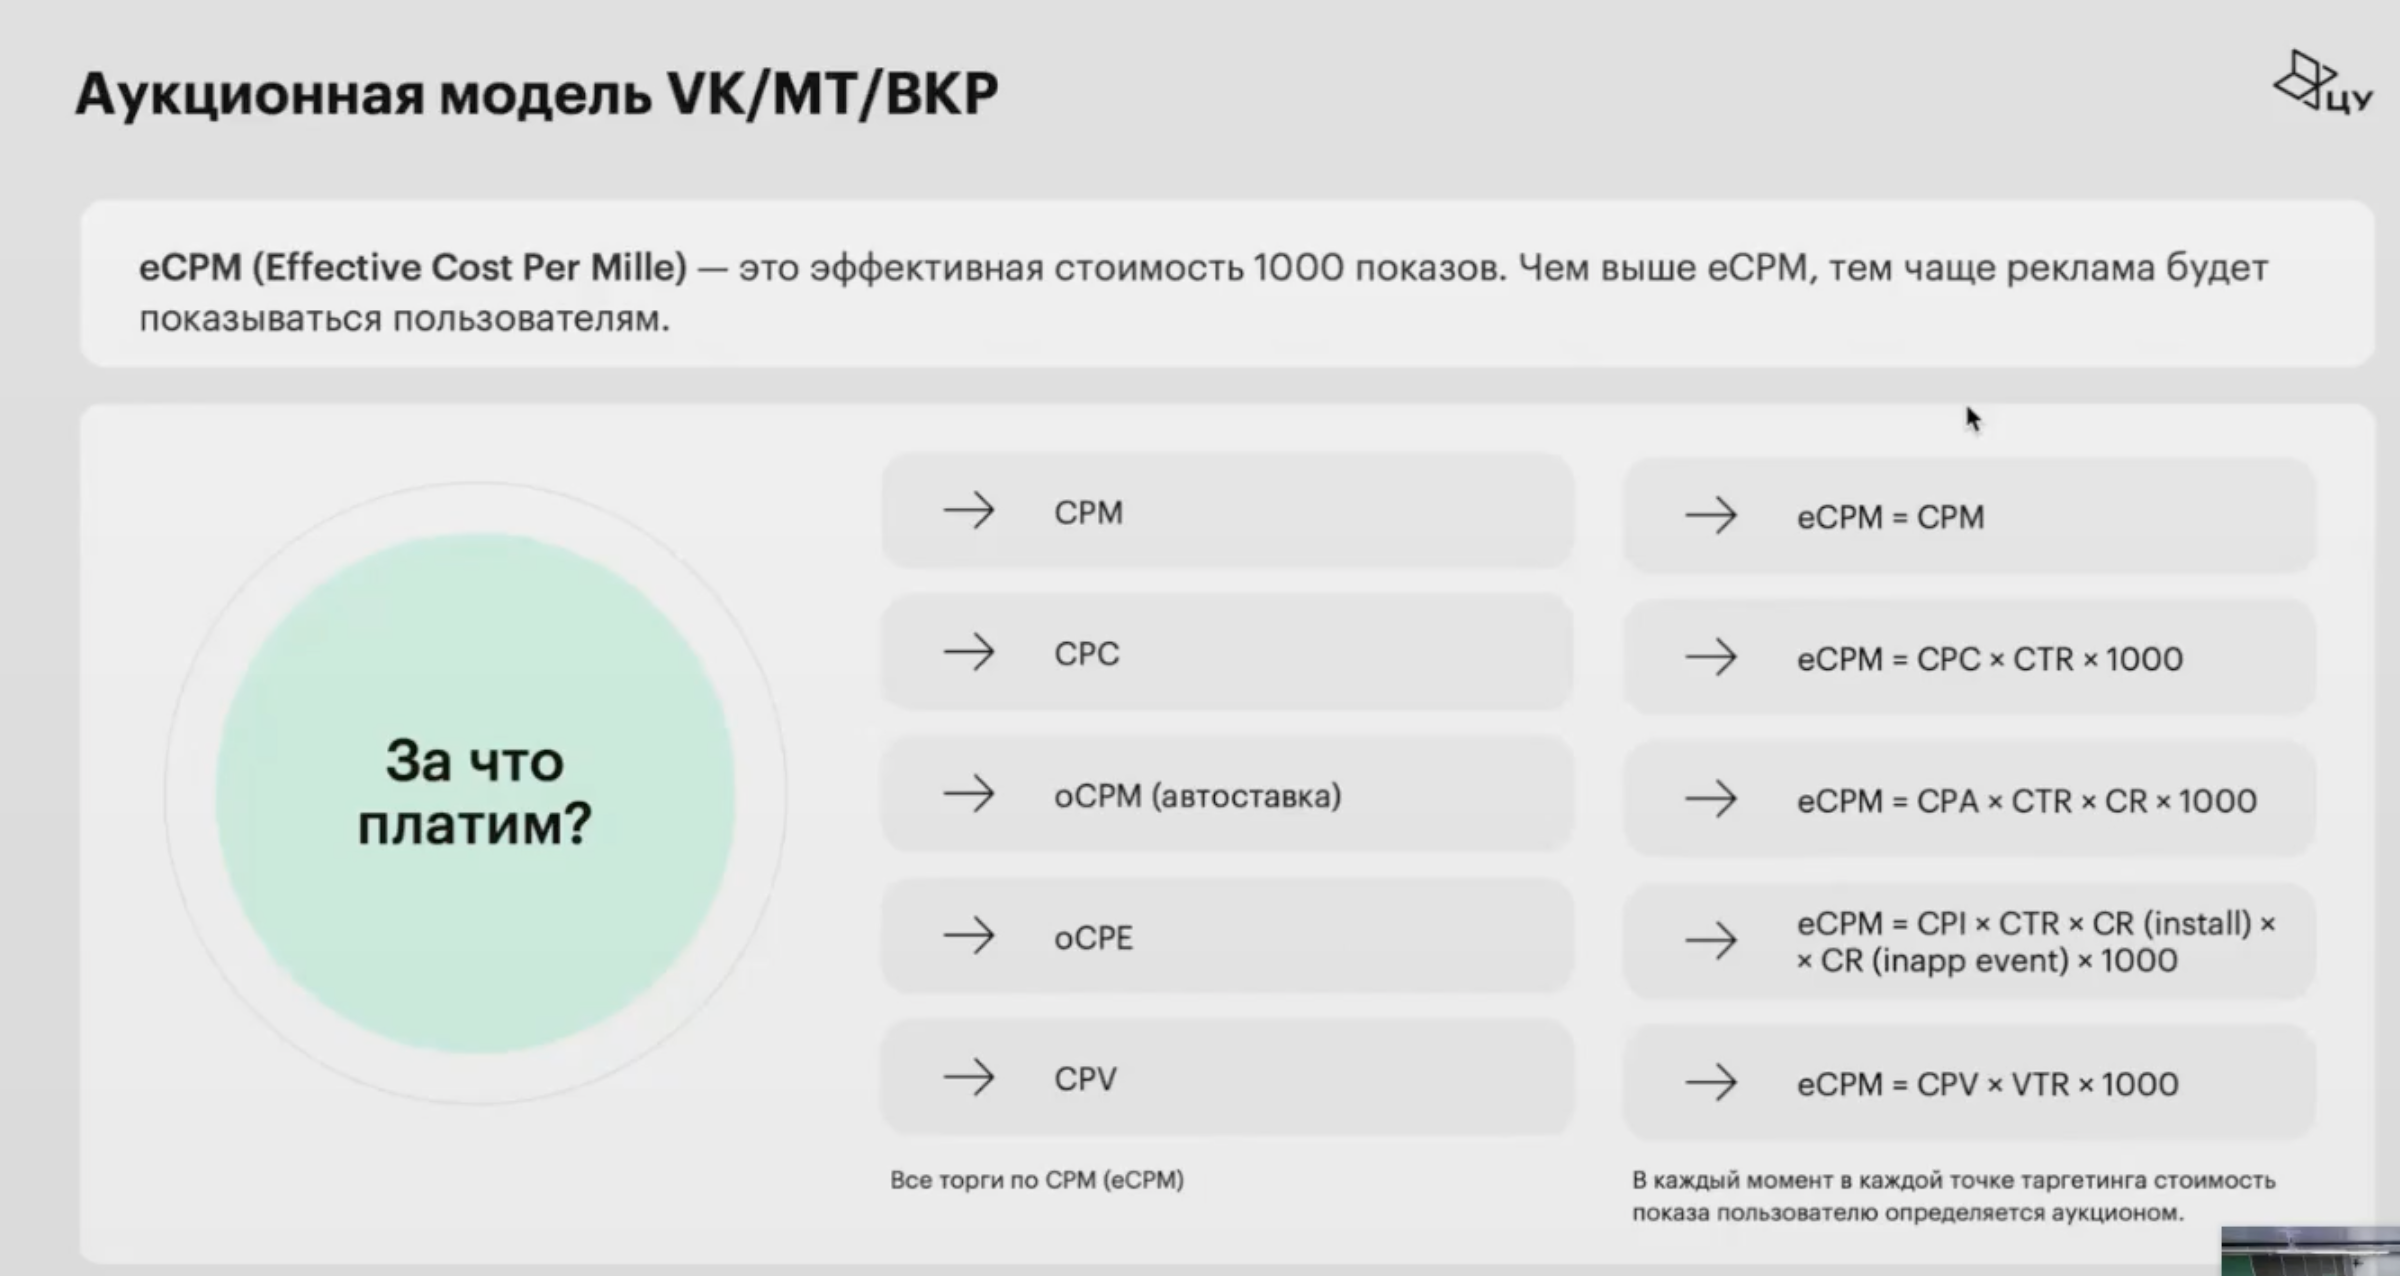 Аукционная модель VK/МТ/ВКР
ЦУ
eCPM (Effective Cost Per Mille) — это эффективная стоимость 1000 показов. Чем выше eCPM, тем чаще реклама будет
показываться пользователям.
За что
платим?
→ CPM
→ eCPM = CPM
→ CPC
→ eCPM = CPC × CTR × 1000
→ oCPM (автоставка)
→ eCPM = CPA × CTR × CR × 1000
→ oCPE
→ eCPM = CPI × CTR × CR (install) ×
× CR (inapp event) × 1000
→ CPV
→ eCPM = CPV × VTR × 1000
Все торги по CPM (eCPM)
В каждый момент в каждой точке таргетинга стоимость
показа пользователю определяется аукционом.